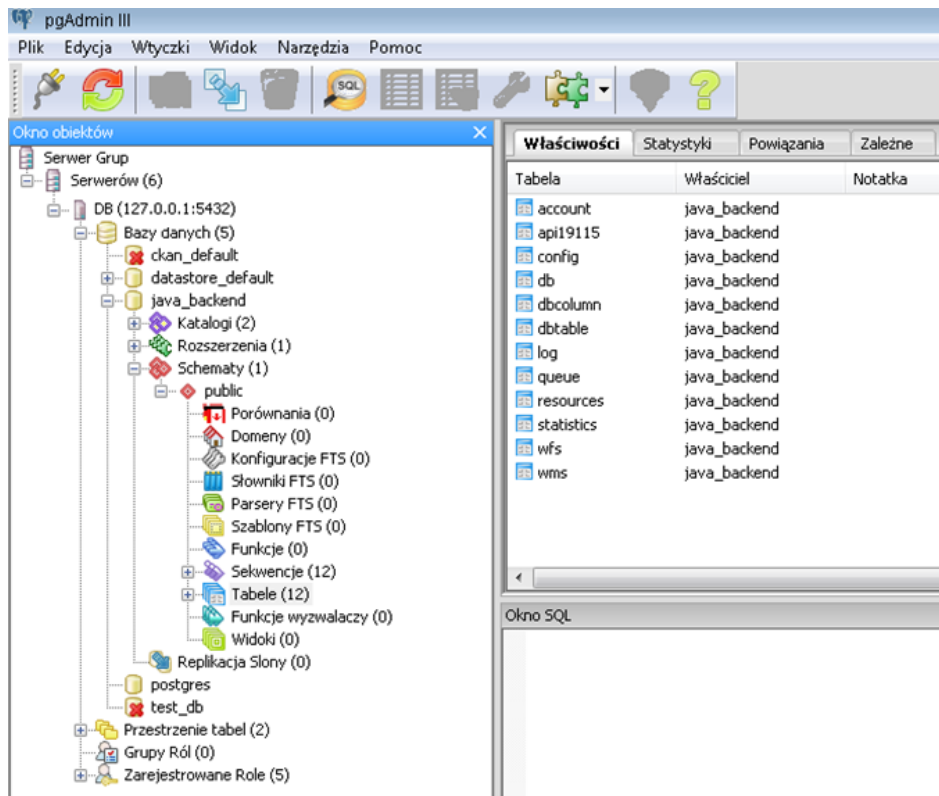 pgAdmin III
Plik Edycja Wtyczki Widok Narzędzia Pomoc
SQL
Okno obiektów
Serwer Grup
Serwerów (6)
DB (127.0.0.1:5432)
Bazy danych (5)
ckan_default
datastore_default
java_backend
Katalogi (2)
Rozszerzenia (1)
Schematy (1)
public
Porównania (0)
Domeny (0)
Konfiguracje FTS (0)
Słowniki FTS (0)
Parsery FTS (0)
Szablony FTS (0)
Funkcje (0)
Sekwencje (12)
Tabele (12)
Funkcje wyzwalaczy (0)
Widoki (0)
Replikacja Slony (0)
postgres
test_db
Przestrzenie tabel (2)
Grupy Ról (0)
Zarejestrowane Role (5)
Właściwości Statystyki Powiązania Zależne
Tabela Właściciel Notatka
account java_backend
api19115 java_backend
config java_backend
db java_backend
dbcolumn java_backend
dbtable java_backend
log java_backend
queue java_backend
resources java_backend
statistics java_backend
wfs java_backend
wms java_backend
Okno SQL